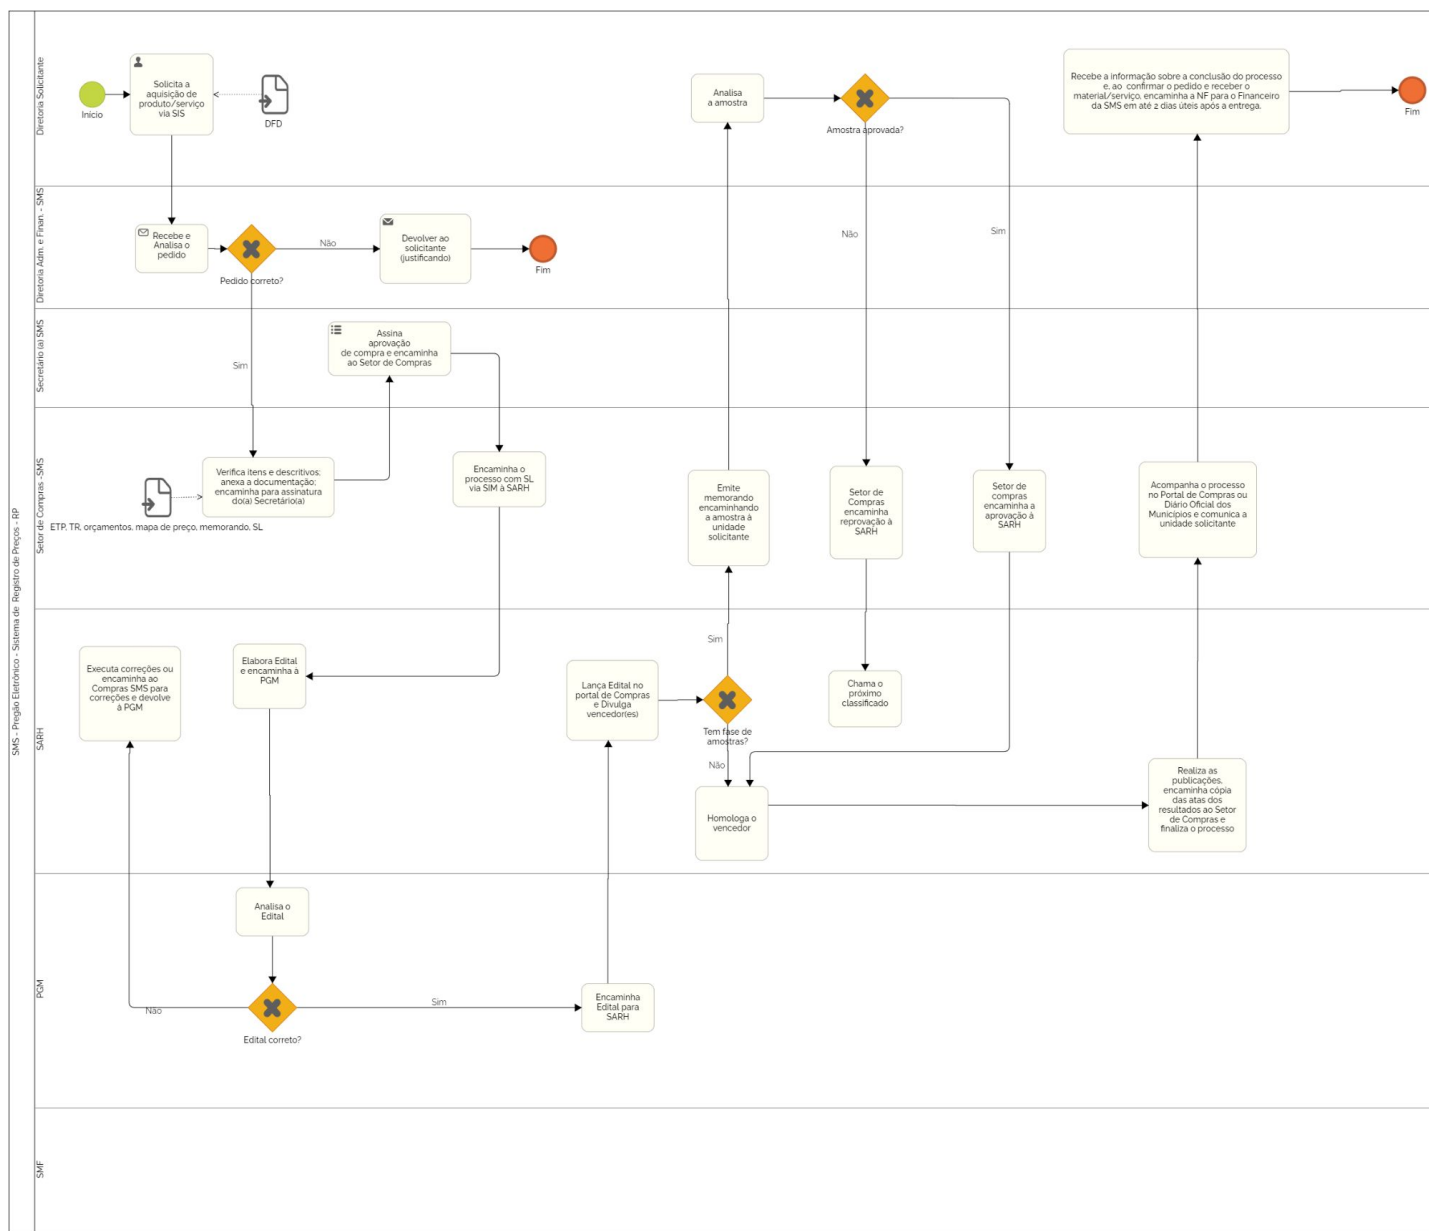 SMS - Pregão Eletrônico - Sistema de Registro de Preços - RP
Diretoria Solicitante
Início
Solicita a
aquisição de
produto/serviço
via SIS
DFD
Analisa
a amostra
Amostra aprovada?
Não
Sim
Recebe a informação sobre a conclusão do processo
e, ao confirmar o pedido e receber o
material/serviço, encaminha a NF para o Financeiro
da SMS em até 2 dias úteis após a entrega.
Fim
Diretoria Adm. e Finan. - SMS
Recebe e
Analisa o
pedido
Pedido correto?
Não
Devolver ao
solicitante
(justificando)
Fim
Sim
Secretário (a) SMS
Assina
aprovação
de compra e encaminha
ao Setor de Compras
Setor de Compras -SMS
ETP, TR, orçamentos, mapa de preço, memorando, SL
Verifica itens e descritivos;
anexa a documentação;
encaminha para assinatura
do(a) Secretário(a)
Encaminha o
processo com SL
via SIM à SARH
Emite
memorando
encaminhando
a amostra à
unidade
solicitante
Setor de
Compras
encaminha
reprovação à
SARH
Setor de
compras
encaminha a
aprovação à
SARH
Acompanha o processo
no Portal de Compras ou
Diário Oficial dos
Municípios e comunica a
unidade solicitante
SARH
Executa correções ou
encaminha ao
Compras SMS para
correções e devolve
à PGM
Elabora Edital
e encaminha à
PGM
Lança Edital no
portal de Compras
e Divulga
vencedor(es)
Sim
Tem fase de
amostras?
Não
Chama o
próximo
classificado
Homologa o
vencedor
Realiza as
publicações,
encaminha cópia
das atas dos
resultados ao Setor
de Compras e
finaliza o processo
PGM
Analisa o
Edital
Edital correto?
Não
Sim
Encaminha
Edital para
SARH
SMF